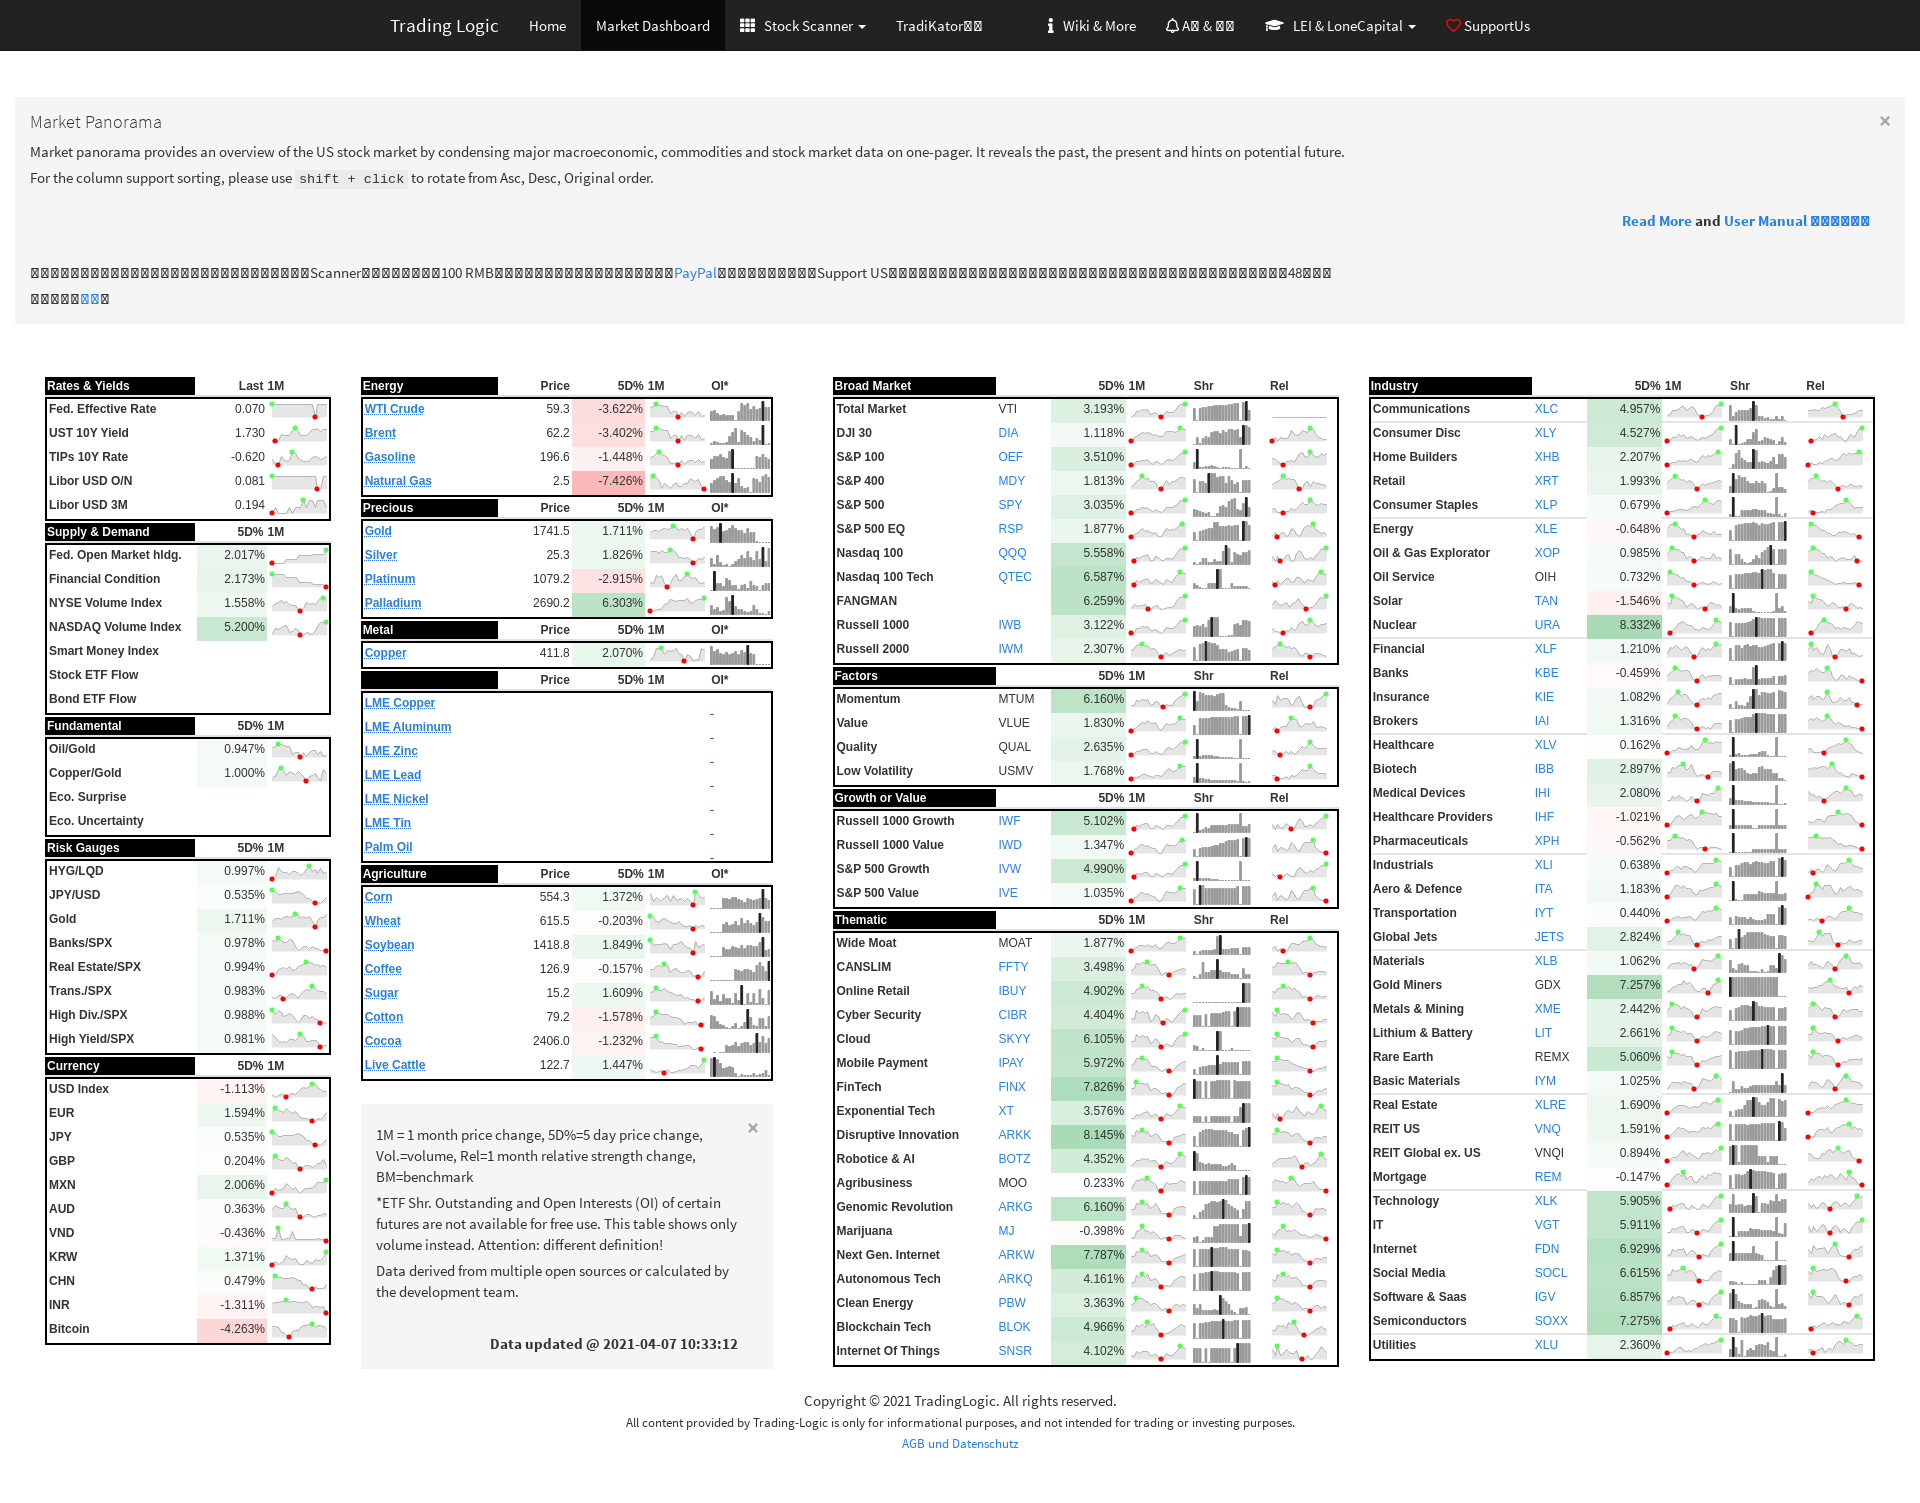 Trading Logic Home Market Dashboard Stock Scanner TradiKator Wiki & More A & LEI & LoneCapital SupportUs
Market Panorama ×
Market panorama provides an overview of the US stock market by condensing major macroeconomic, commodities and stock market data on one-pager. It reveals the past, the present and hints on potential future.
For the column support sorting, please use shift + click to rotate from Asc, Desc, Original order.
Read More and User Manual
Scanner 100 RMB PayPal Support US 48
Rates & Yields Last 1M
Fed. Effective Rate 0.070
UST 10Y Yield 1.730
TIPs 10Y Rate -0.620
Libor USD O/N 0.081
Libor USD 3M 0.194
Supply & Demand 5D% 1M
Fed. Open Market hldg. 2.017%
Financial Condition 2.173%
NYSE Volume Index 1.558%
NASDAQ Volume Index 5.200%
Smart Money Index
Stock ETF Flow
Bond ETF Flow
Fundamental 5D% 1M
Oil/Gold 0.947%
Copper/Gold 1.000%
Eco. Surprise
Eco. Uncertainty
Risk Gauges 5D% 1M
HYG/LQD 0.997%
JPY/USD 0.535%
Gold 1.711%
Banks/SPX 0.978%
Real Estate/SPX 0.994%
Trans./SPX 0.983%
High Div./SPX 0.988%
High Yield/SPX 0.981%
Currency 5D% 1M
USD Index -1.113%
EUR 1.594%
JPY 0.535%
GBP 0.204%
MXN 2.006%
AUD 0.363%
VND -0.436%
KRW 1.371%
CHN 0.479%
INR -1.311%
Bitcoin -4.263%
Energy Price 5D% 1M OI*
WTI Crude 59.3 -3.622%
Brent 62.2 -3.402%
Gasoline 196.6 -1.448%
Natural Gas 2.5 -7.426%
Precious Price 5D% 1M OI*
Gold 1741.5 1.711%
Silver 25.3 1.826%
Platinum 1079.2 -2.915%
Palladium 2690.2 6.303%
Metal Price 5D% 1M OI*
Copper 411.8 2.070%
Price 5D% 1M OI*
LME Copper -
LME Aluminum -
LME Zinc -
LME Lead -
LME Nickel -
LME Tin -
Palm Oil -
Agriculture Price 5D% 1M OI*
Corn 554.3 1.372%
Wheat 615.5 -0.203%
Soybean 1418.8 1.849%
Coffee 126.9 -0.157%
Sugar 15.2 1.609%
Cotton 79.2 -1.578%
Cocoa 2406.0 -1.232%
Live Cattle 122.7 1.447%
×
1M = 1 month price change, 5D%=5 day price change,
Vol.=volume, Rel=1 month relative strength change,
BM=benchmark
*ETF Shr. Outstanding and Open Interests (OI) of certain
futures are not available for free use. This table shows only
volume instead. Attention: different definition!
Data derived from multiple open sources or calculated by
the development team.
Data updated @ 2021-04-07 10:33:12
Broad Market 5D% 1M Shr Rel
Total Market VTI 3.193%
DJI 30 DIA 1.118%
S&P 100 OEF 3.510%
S&P 400 MDY 1.813%
S&P 500 SPY 3.035%
S&P 500 EQ RSP 1.877%
Nasdaq 100 QQQ 5.558%
Nasdaq 100 Tech QTEC 6.587%
FANGMAN 6.259%
Russell 1000 IWB 3.122%
Russell 2000 IWM 2.307%
Factors 5D% 1M Shr Rel
Momentum MTUM 6.160%
Value VLUE 1.830%
Quality QUAL 2.635%
Low Volatility USMV 1.768%
Growth or Value 5D% 1M Shr Rel
Russell 1000 Growth IWF 5.102%
Russell 1000 Value IWD 1.347%
S&P 500 Growth IVW 4.990%
S&P 500 Value IVE 1.035%
Thematic 5D% 1M Shr Rel
Wide Moat MOAT 1.877%
CANSLIM FFTY 3.498%
Online Retail IBUY 4.902%
Cyber Security CIBR 4.404%
Cloud SKYY 6.105%
Mobile Payment IPAY 5.972%
FinTech FINX 7.826%
Exponential Tech XT 3.576%
Disruptive Innovation ARKK 8.145%
Robotice & AI BOTZ 4.352%
Agribusiness MOO 0.233%
Genomic Revolution ARKG 6.160%
Marijuana MJ -0.398%
Next Gen. Internet ARKW 7.787%
Autonomous Tech ARKQ 4.161%
Clean Energy PBW 3.363%
Blockchain Tech BLOK 4.966%
Internet Of Things SNSR 4.102%
Industry 5D% 1M Shr Rel
Communications XLC 4.957%
Consumer Disc XLY 4.527%
Home Builders XHB 2.207%
Retail XRT 1.993%
Consumer Staples XLP 0.679%
Energy XLE -0.648%
Oil & Gas Explorator XOP 0.985%
Oil Service OIH 0.732%
Solar TAN -1.546%
Nuclear URA 8.332%
Financial XLF 1.210%
Banks KBE -0.459%
Insurance KIE 1.082%
Brokers IAI 1.316%
Healthcare XLV 0.162%
Biotech IBB 2.897%
Medical Devices IHI 2.080%
Healthcare Providers IHF -1.021%
Pharmaceuticals XPH -0.562%
Industrials XLI 0.638%
Aero & Defence ITA 1.183%
Transportation IYT 0.440%
Global Jets JETS 2.824%
Materials XLB 1.062%
Gold Miners GDX 7.257%
Metals & Mining XME 2.442%
Lithium & Battery LIT 2.661%
Rare Earth REMX 5.060%
Basic Materials IYM 1.025%
Real Estate XLRE 1.690%
REIT US VNQ 1.591%
REIT Global ex. US VNQI 0.894%
Mortgage REM -0.147%
Technology XLK 5.905%
IT VGT 5.911%
Internet FDN 6.929%
Social Media SOCL 6.615%
Software & Saas IGV 6.857%
Semiconductors SOXX 7.275%
Utilities XLU 2.360%
Copyright © 2021 TradingLogic. All rights reserved.
All content provided by Trading-Logic is only for informational purposes, and not intended for trading or investing purposes.
AGB und Datenschutz